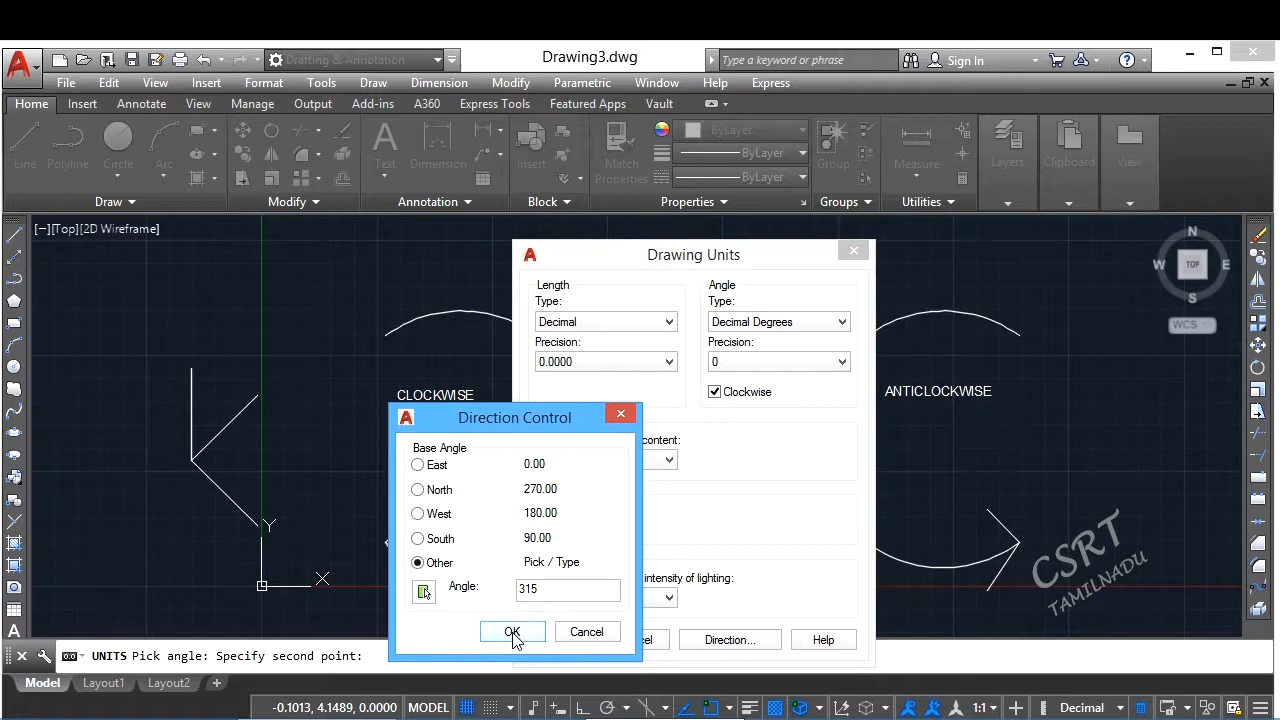 Drafting & Annotation
Drawing3.dwg
Type a keyword or phrase
Sign In
File Edit View Insert Format Tools Draw Dimension Modify Parametric Window Help Express
Home Insert Annotate View Manage Output Add-ins A360 Express Tools Featured Apps Vault
Line Polyline Circle Arc Text Dimension Insert Match Properties ByLayer ByLayer ByLayer Group Measure Layers Clipboard View
Draw Modify Annotation Block Properties Groups Utilities
[−][Top][2D Wireframe]
Drawing Units
Length
Type:
Decimal
Precision:
0.0000
Angle
Type:
Decimal Degrees
Precision:
0
Clockwise
content:
intensity of lighting:
cel
Direction...
Help
N
W TOP E
S
WCS
CLOCKWISE
ANTICLOCKWISE
Direction Control
Base Angle
East 0.00
North 270.00
West 180.00
South 90.00
Other Pick / Type
Angle: 315
OK Cancel
Y
X
CSRT
TAMILNADU
UNITS Pick angle: Specify second point:
Model Layout1 Layout2 +
-0.1013, 4.1489, 0.0000 MODEL 1:1 Decimal